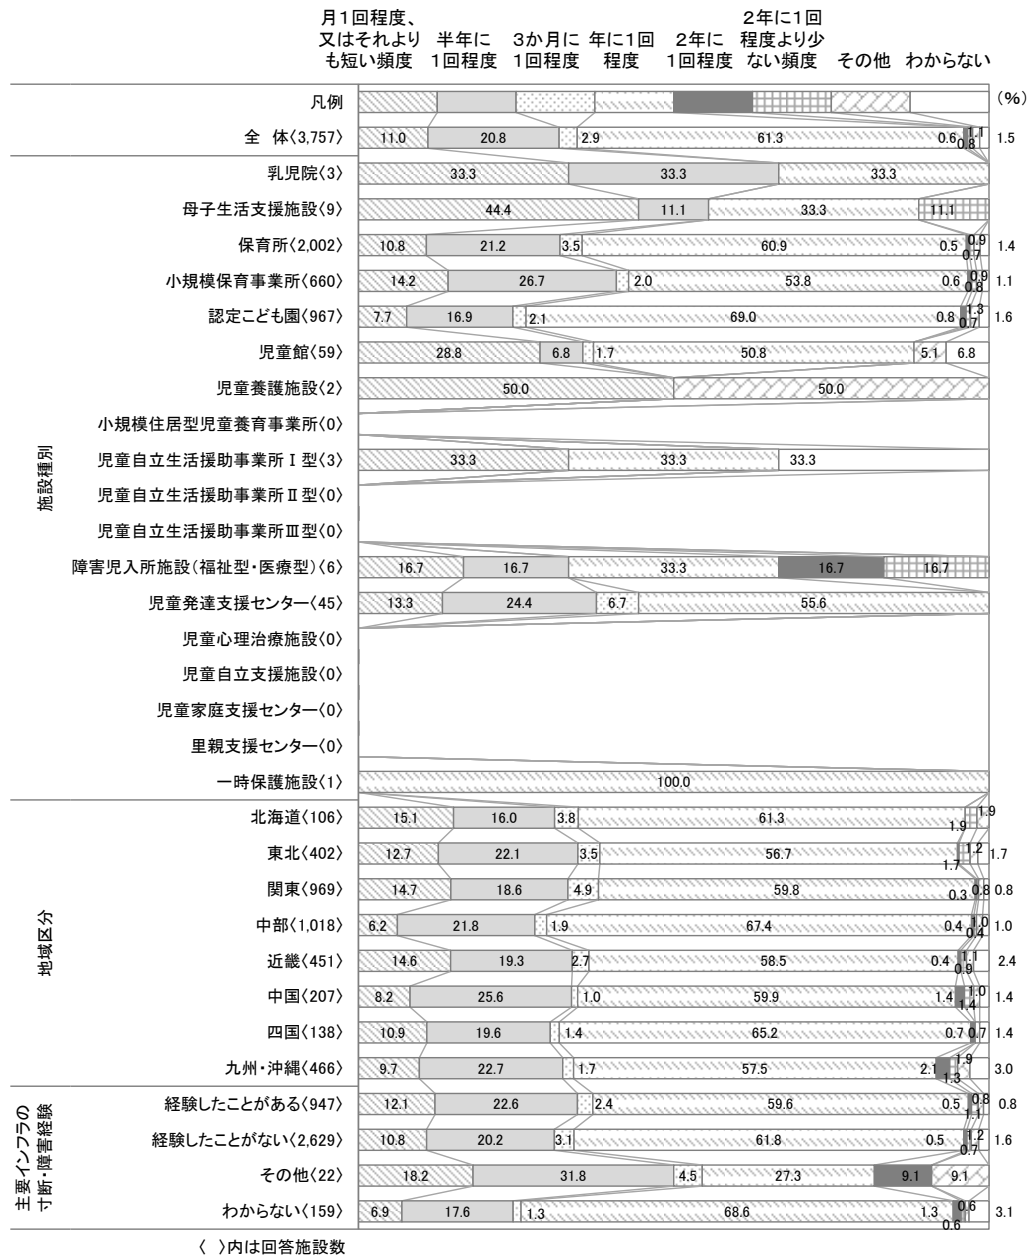 月1回程度、又はそれよりも短い頻度
半年に1回程度
3か月に1回程度
年に1回程度
2年に1回程度
2年に1回程度より少ない頻度
その他
わからない
凡例 (%)
全 体〈3,757〉 11.0 20.8 2.9 61.3 0.6 0.8 1.1 1.5
施設種別
乳児院〈3〉 33.3 33.3 33.3
母子生活支援施設〈9〉 44.4 11.1 33.3 11.1
保育所〈2,002〉 10.8 21.2 3.5 60.9 0.5 0.7 0.9 1.4
小規模保育事業所〈660〉 14.2 26.7 2.0 53.8 0.6 0.8 0.9 1.1
認定こども園〈967〉 7.7 16.9 2.1 69.0 0.8 0.7 1.3 1.6
児童館〈59〉 28.8 6.8 1.7 50.8 5.1 6.8
児童養護施設〈2〉 50.0 50.0
小規模住居型児童養育事業所〈0〉
児童自立生活援助事業所Ⅰ型〈3〉 33.3 33.3 33.3
児童自立生活援助事業所Ⅱ型〈0〉
児童自立生活援助事業所Ⅲ型〈0〉
障害児入所施設(福祉型・医療型)〈6〉 16.7 16.7 33.3 16.7 16.7
児童発達支援センター〈45〉 13.3 24.4 6.7 55.6
児童心理治療施設〈0〉
児童自立支援施設〈0〉
児童家庭支援センター〈0〉
里親支援センター〈0〉
一時保護施設〈1〉 100.0
地域区分
北海道〈106〉 15.1 16.0 3.8 61.3 1.9 1.9
東北〈402〉 12.7 22.1 3.5 56.7 1.7 1.2 1.7
関東〈969〉 14.7 18.6 4.9 59.8 0.3 0.8 0.8
中部〈1,018〉 6.2 21.8 1.9 67.4 0.4 0.4 1.0 1.0
近畿〈451〉 14.6 19.3 2.7 58.5 0.4 0.9 1.1 2.4
中国〈207〉 8.2 25.6 1.0 59.9 1.4 1.4 1.0 1.4
四国〈138〉 10.9 19.6 1.4 65.2 0.7 0.7 1.4
九州・沖縄〈466〉 9.7 22.7 1.7 57.5 2.1 1.3 1.9 3.0
主要インフラの
寸断・障害経験
経験したことがある〈947〉 12.1 22.6 2.4 59.6 0.5 1.1 0.8 0.8
経験したことがない〈2,629〉 10.8 20.2 3.1 61.8 0.5 0.7 1.2 1.6
その他〈22〉 18.2 31.8 4.5 27.3 9.1 9.1
わからない〈159〉 6.9 17.6 1.3 68.6 1.3 0.6 0.6 3.1
〈 〉内は回答施設数